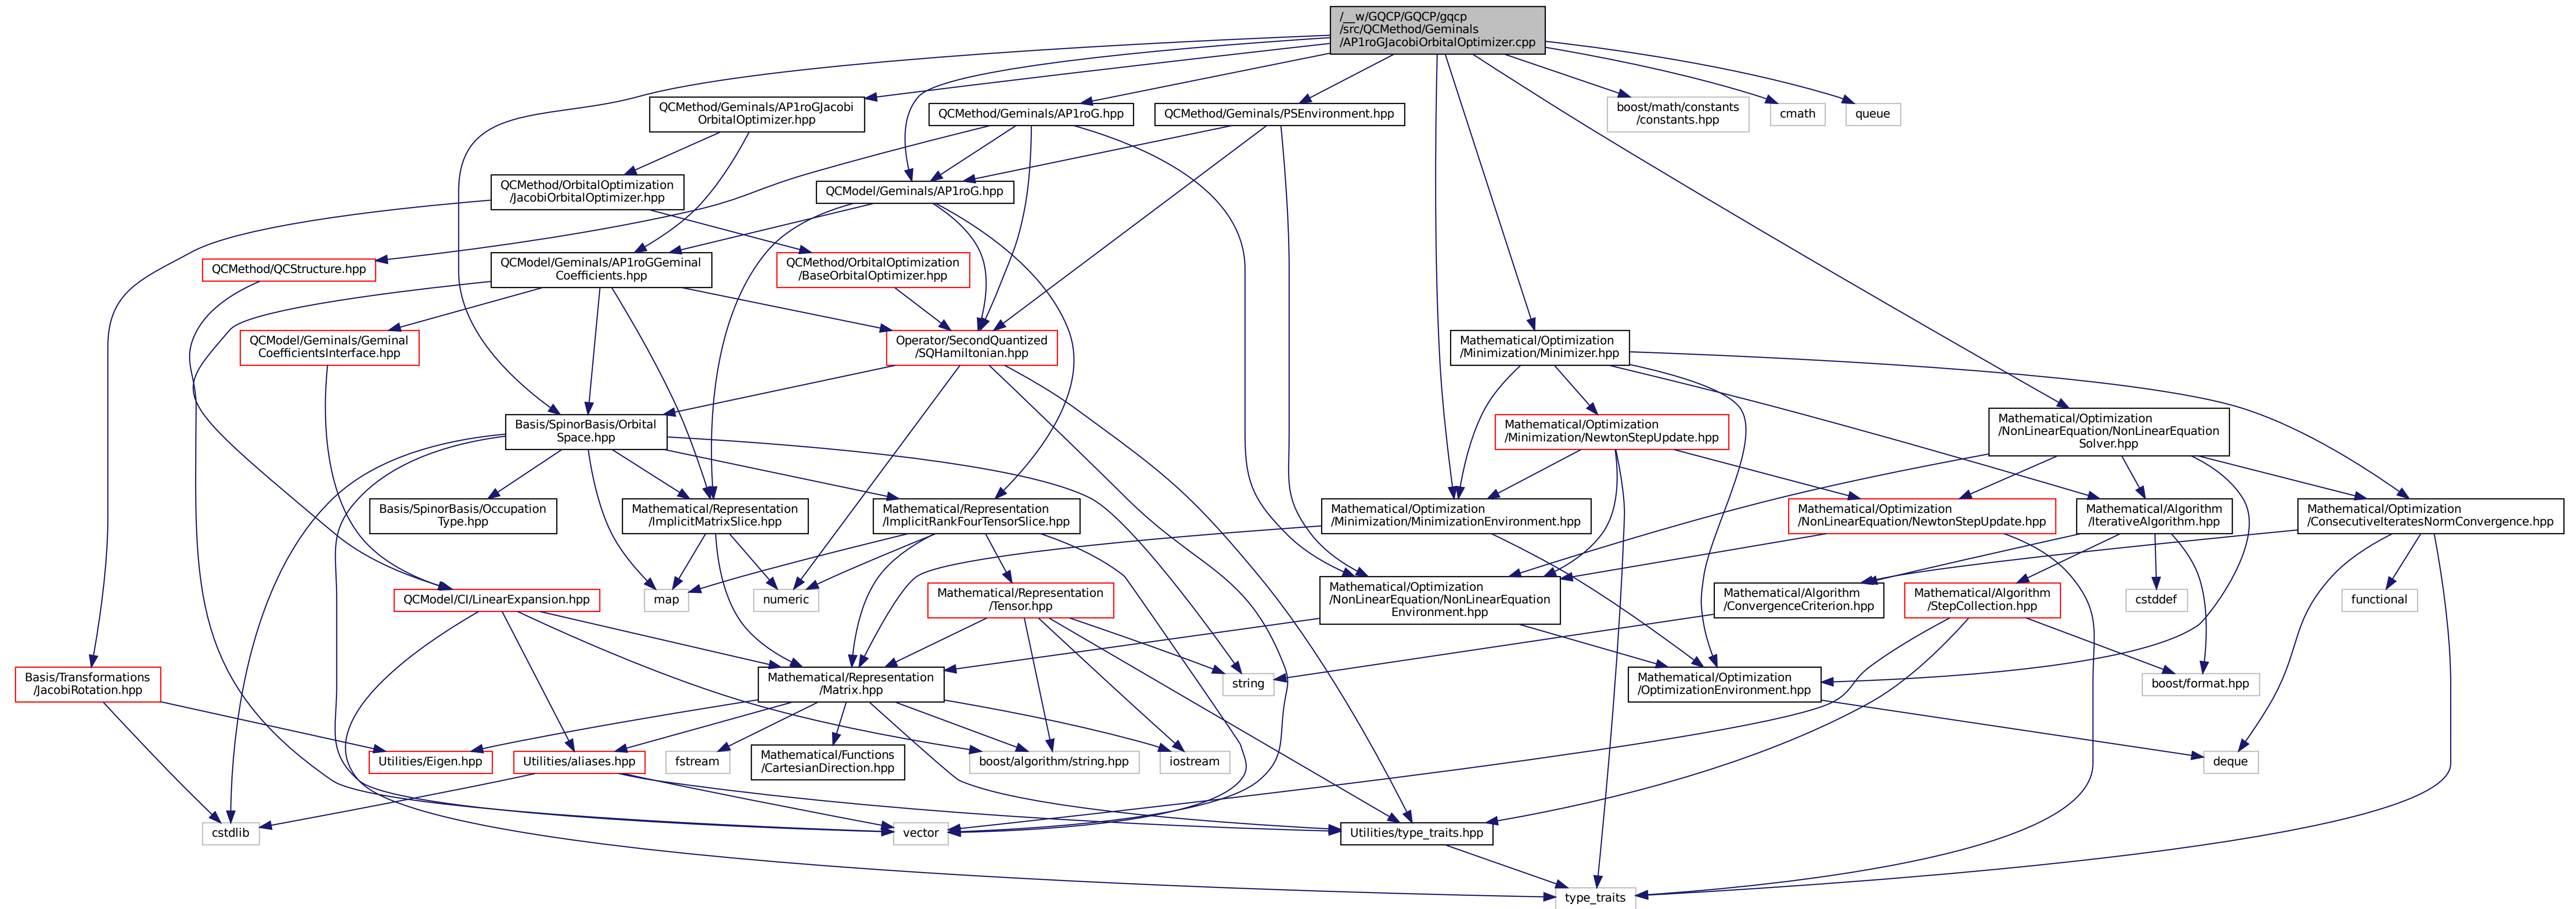 /__w/GQCP/GQCP/gqcp
/src/QCMethod/Geminals
/AP1roGJacobiOrbitalOptimizer.cpp
QCMethod/Geminals/AP1roGJacobi
OrbitalOptimizer.hpp
QCMethod/Geminals/AP1roG.hpp
QCMethod/Geminals/PSEnvironment.hpp
boost/math/constants
/constants.hpp
cmath
queue
QCMethod/OrbitalOptimization
/JacobiOrbitalOptimizer.hpp
QCModel/Geminals/AP1roG.hpp
QCMethod/QCStructure.hpp
QCModel/Geminals/AP1roGGeminal
Coefficients.hpp
QCMethod/OrbitalOptimization
/BaseOrbitalOptimizer.hpp
QCModel/Geminals/Geminal
CoefficientsInterface.hpp
Operator/SecondQuantized
/SQHamiltonian.hpp
Mathematical/Optimization
/Minimization/Minimizer.hpp
Basis/SpinorBasis/Orbital
Space.hpp
Mathematical/Optimization
/Minimization/NewtonStepUpdate.hpp
Mathematical/Optimization
/NonLinearEquation/NonLinearEquation
Solver.hpp
Basis/SpinorBasis/Occupation
Type.hpp
Mathematical/Representation
/ImplicitMatrixSlice.hpp
Mathematical/Representation
/ImplicitRankFourTensorSlice.hpp
Mathematical/Optimization
/Minimization/MinimizationEnvironment.hpp
Mathematical/Optimization
/NonLinearEquation/NewtonStepUpdate.hpp
Mathematical/Algorithm
/IterativeAlgorithm.hpp
Mathematical/Optimization
/ConsecutiveIteratesNormConvergence.hpp
QCModel/CI/LinearExpansion.hpp
map
numeric
Mathematical/Representation
/Tensor.hpp
Mathematical/Optimization
/NonLinearEquation/NonLinearEquation
Environment.hpp
Mathematical/Algorithm
/ConvergenceCriterion.hpp
Mathematical/Algorithm
/StepCollection.hpp
cstddef
functional
Basis/Transformations
/JacobiRotation.hpp
Mathematical/Representation
/Matrix.hpp
string
Mathematical/Optimization
/OptimizationEnvironment.hpp
boost/format.hpp
Utilities/Eigen.hpp
Utilities/aliases.hpp
fstream
Mathematical/Functions
/CartesianDirection.hpp
boost/algorithm/string.hpp
iostream
deque
cstdlib
vector
Utilities/type_traits.hpp
type_traits